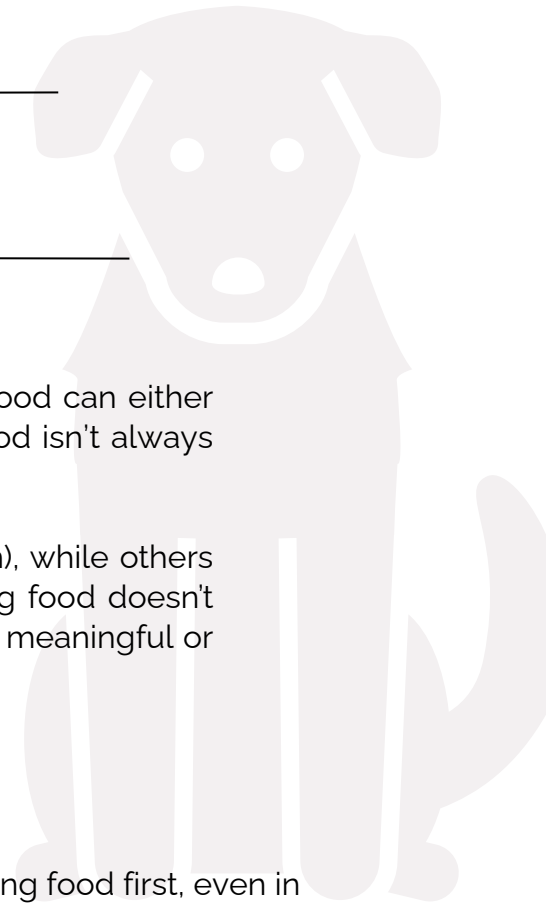 ood can either
od isn't always
), while others
g food doesn't
meaningful or
ng food first, even in